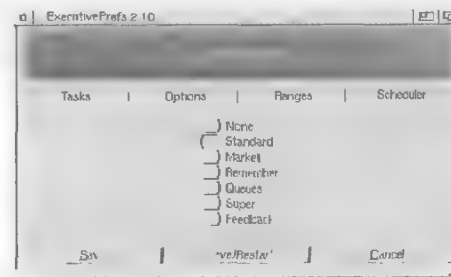 ExecutivePrefs 2.10
Tasks | Options | Ranges | Scheduler
None
Standard
Market
Remember
Queues
Super
Feedback
Cancel